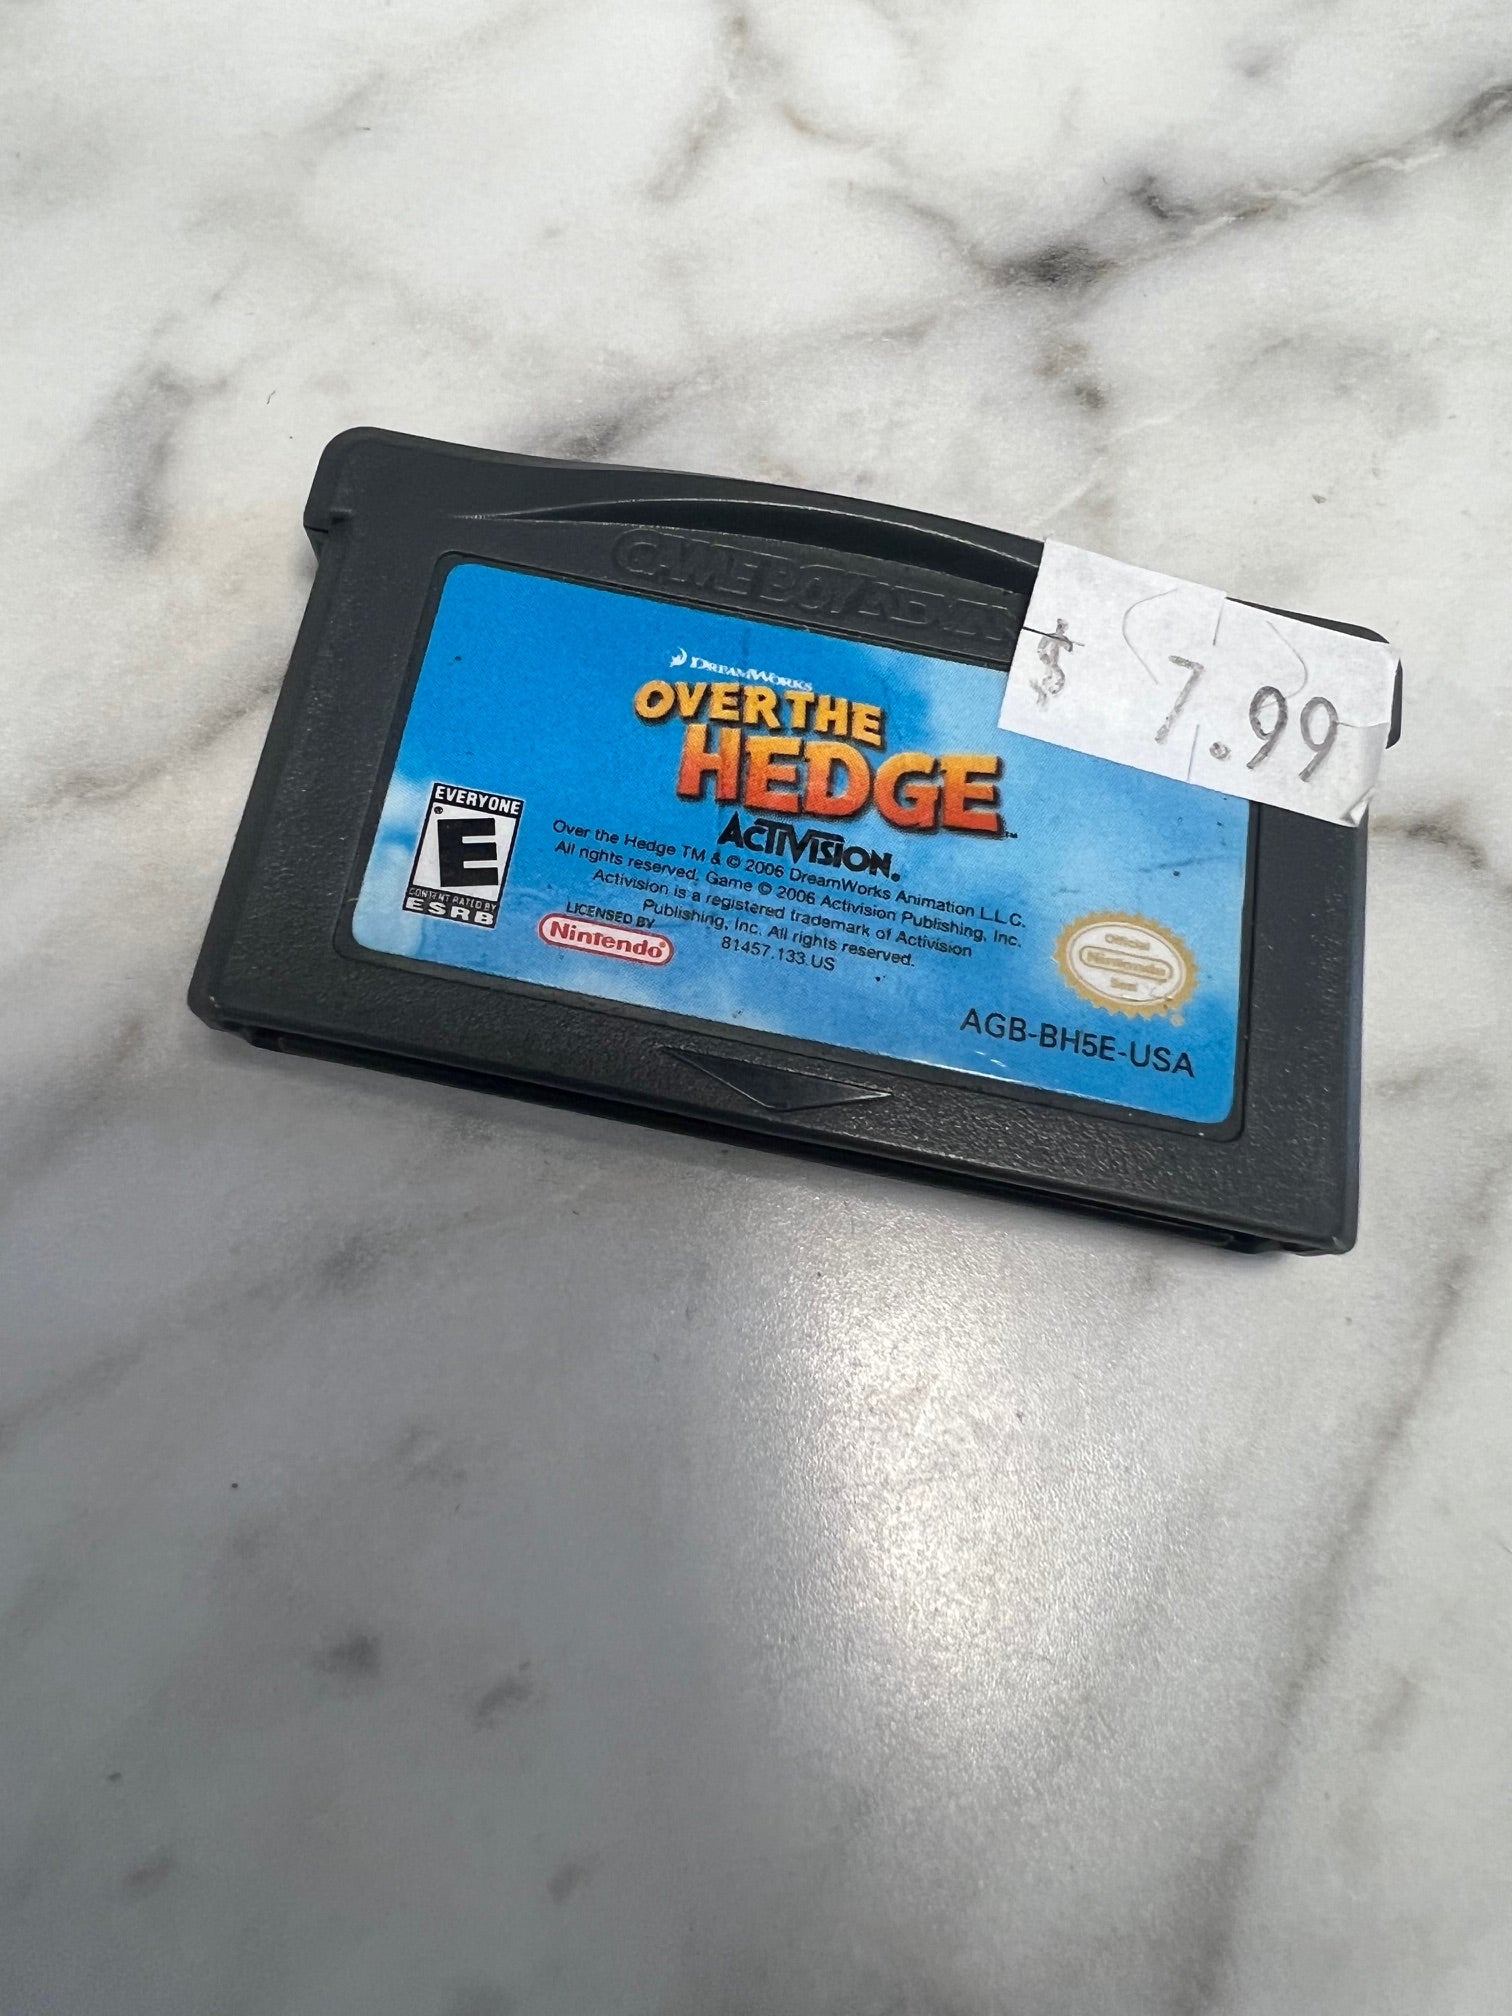 GAME BOY ADVAN
$ 7.99
DREAMWORKS
OVER THE
HEDGE™
ACTIVISION.
EVERYONE
E
CONTENT RATED BY
ESRB
Over the Hedge TM & © 2006 DreamWorks Animation L.L.C.
All rights reserved. Game © 2006 Activision Publishing, Inc.
Activision is a registered trademark of Activision
Publishing, Inc. All rights reserved.
81457.133.US
LICENSED BY
Nintendo®
Official
Nintendo
Seal
AGB-BH5E-USA